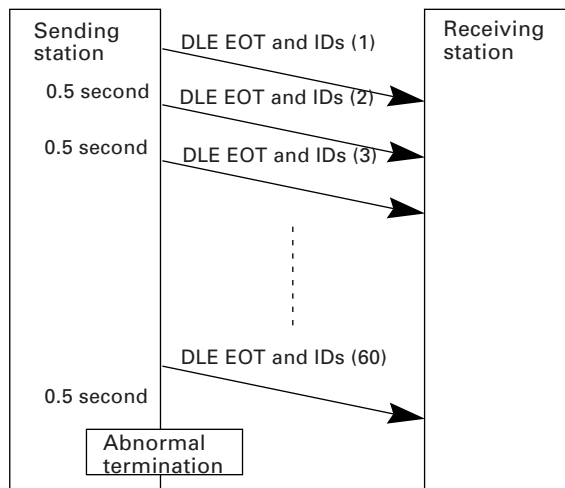 Sending
station
DLE EOT and IDs (1)
Receiving
station
0.5 second
DLE EOT and IDs (2)
0.5 second
DLE EOT and IDs (3)
DLE EOT and IDs (60)
0.5 second
Abnormal
termination